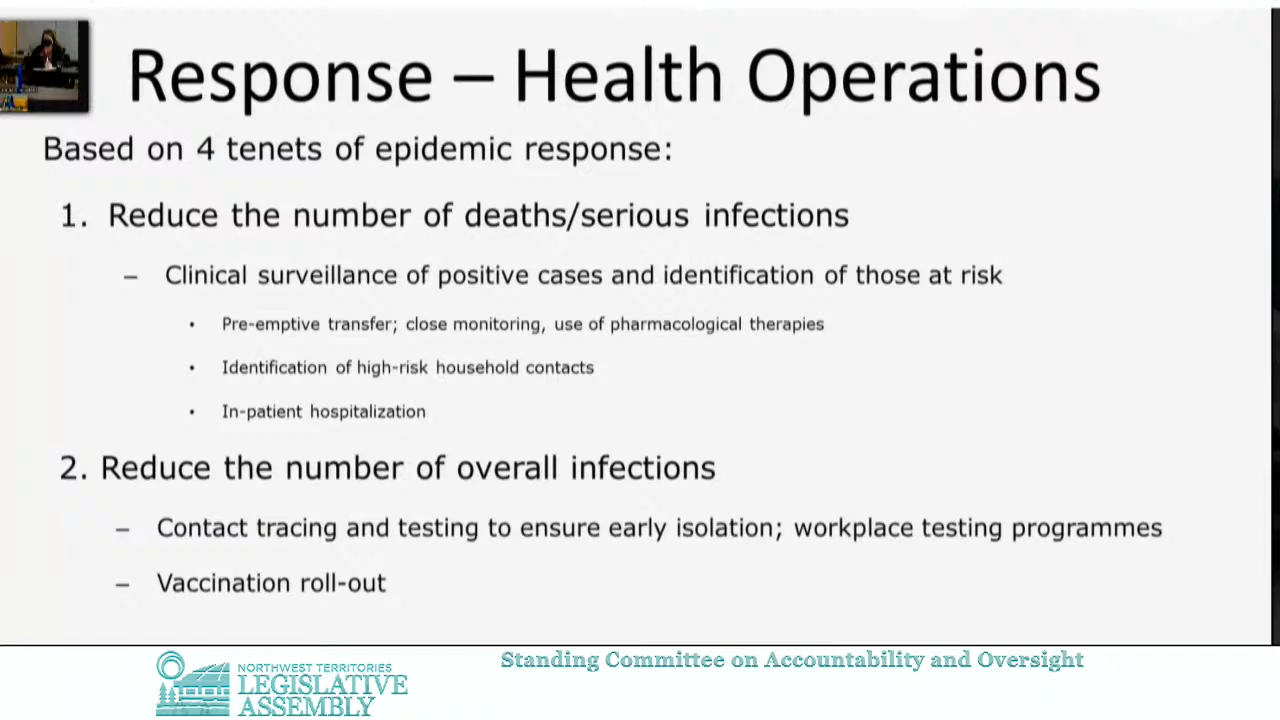 Response – Health Operations
Based on 4 tenets of epidemic response:
1. Reduce the number of deaths/serious infections
– Clinical surveillance of positive cases and identification of those at risk
• Pre-emptive transfer; close monitoring, use of pharmacological therapies
• Identification of high-risk household contacts
• In-patient hospitalization
2. Reduce the number of overall infections
– Contact tracing and testing to ensure early isolation; workplace testing programmes
– Vaccination roll-out
Standing Committee on Accountability and Oversight
NORTHWEST TERRITORIES
LEGISLATIVE
ASSEMBLY